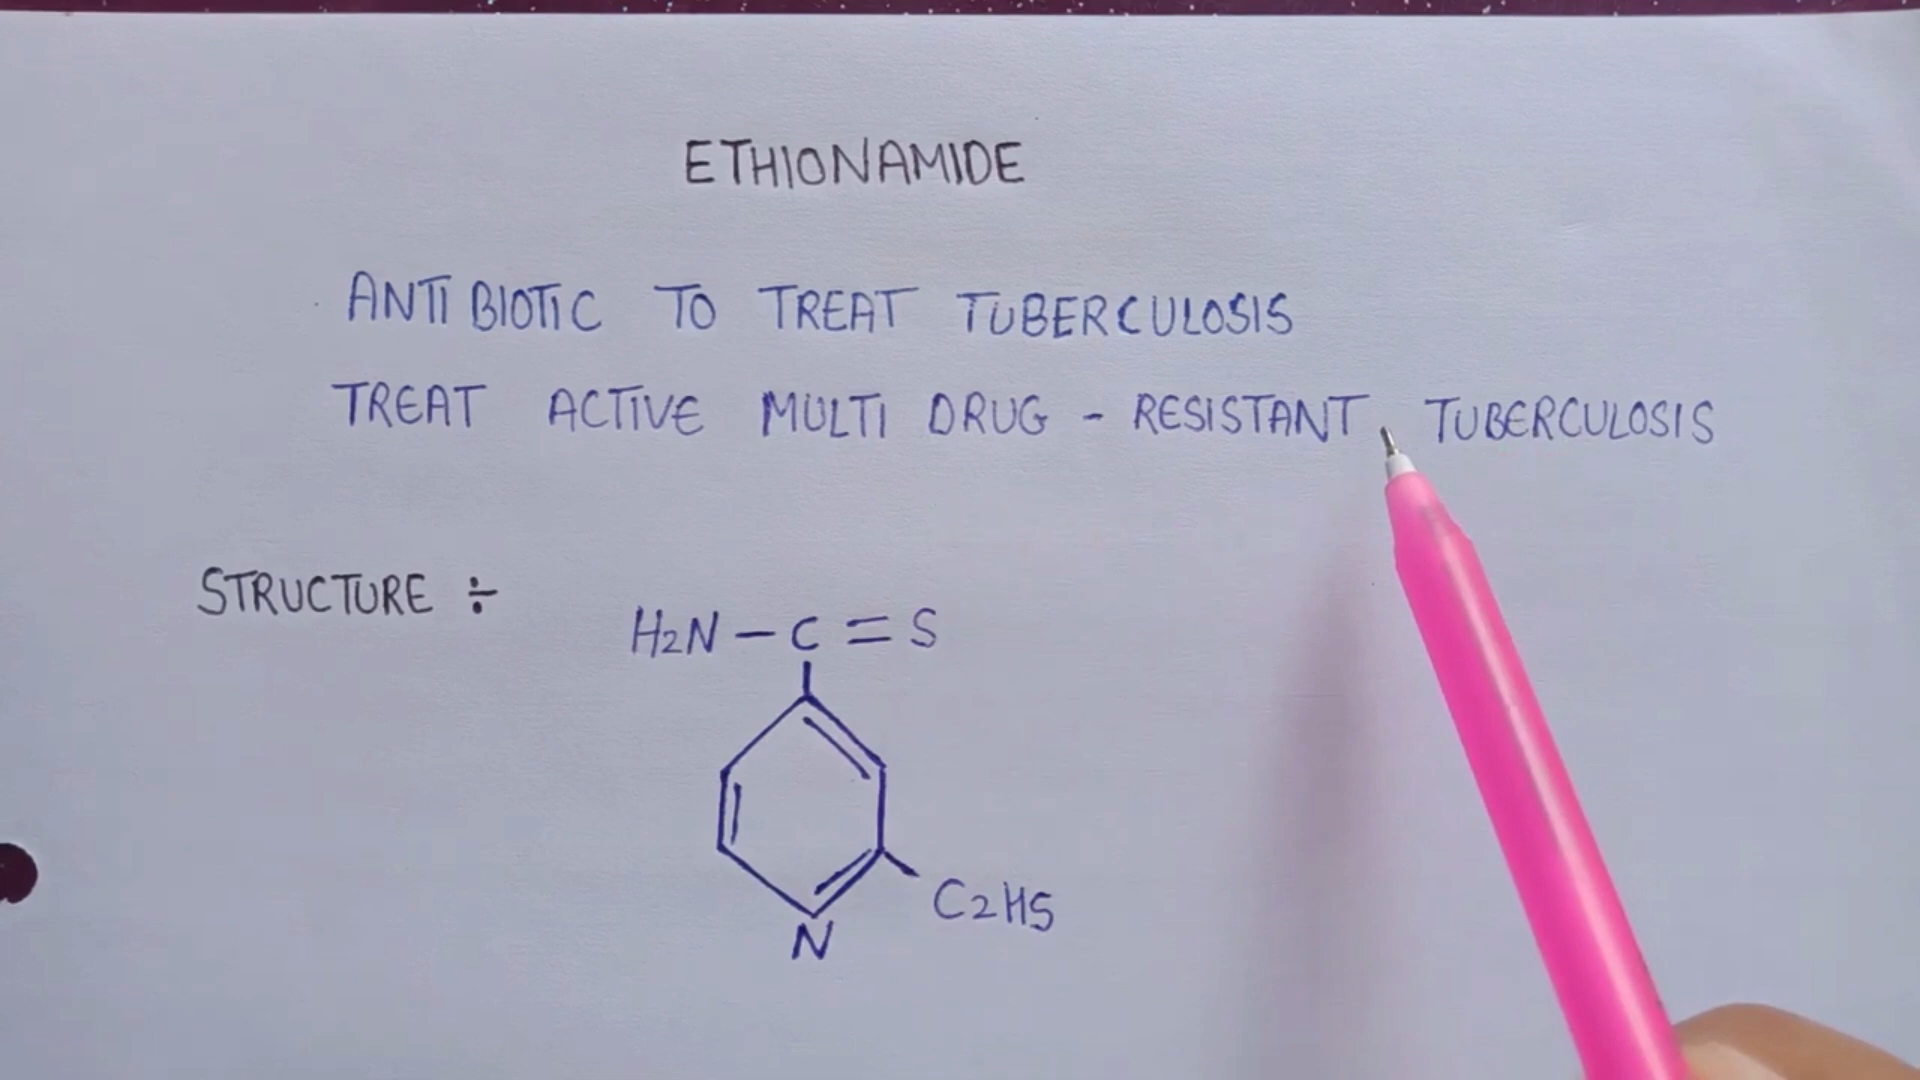 ETHIONAMIDE
ANTIBIOTIC TO TREAT TUBERCULOSIS
TREAT ACTIVE MULTI DRUG - RESISTANT TUBERCULOSIS
STRUCTURE ÷
H2N - C = S
C2H5
N